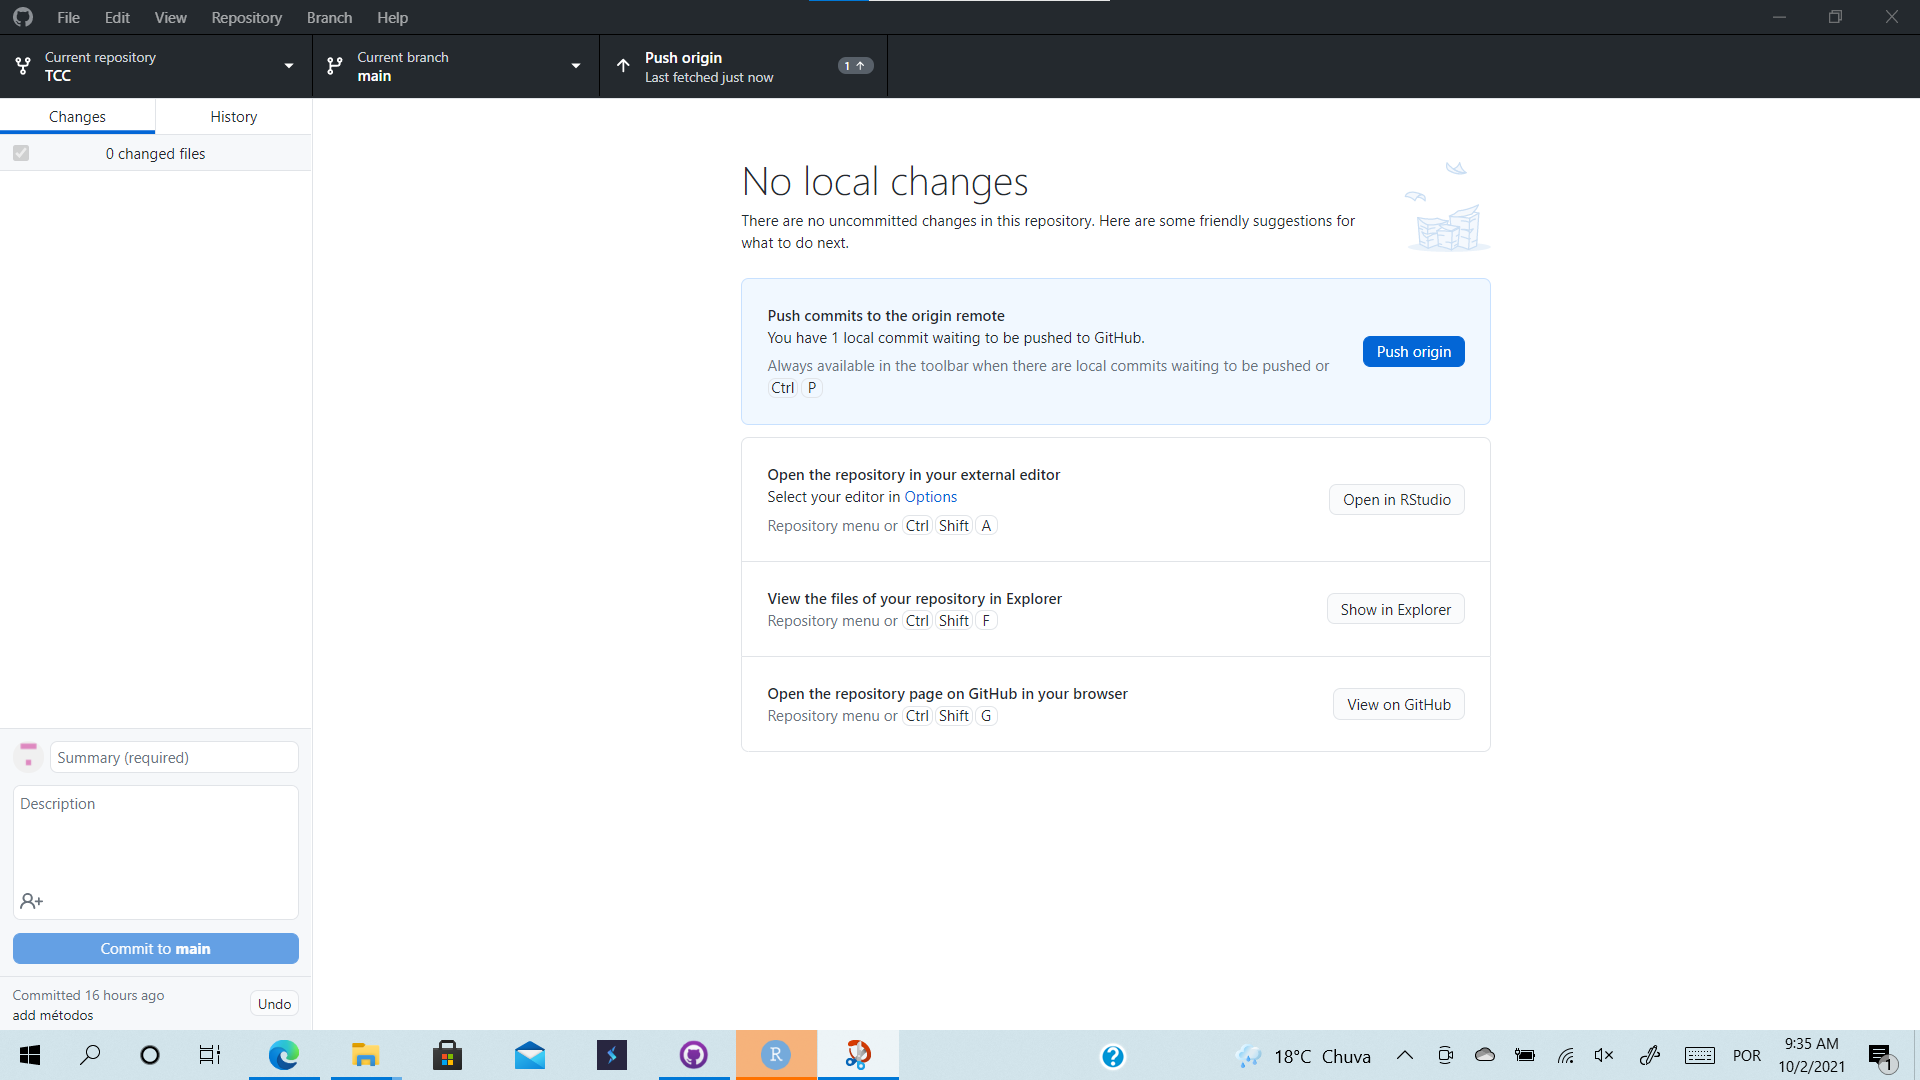 File Edit View Repository Branch Help
Current repository
TCC
Current branch
main
Push origin
Last fetched just now
1
Changes History
0 changed files
No local changes
There are no uncommitted changes in this repository. Here are some friendly suggestions for
what to do next.
Push commits to the origin remote
You have 1 local commit waiting to be pushed to GitHub.
Always available in the toolbar when there are local commits waiting to be pushed or
Ctrl P
Push origin
Open the repository in your external editor
Select your editor in Options
Repository menu or Ctrl Shift A
Open in RStudio
View the files of your repository in Explorer
Repository menu or Ctrl Shift F
Show in Explorer
Open the repository page on GitHub in your browser
Repository menu or Ctrl Shift G
View on GitHub
Summary (required)
Description
Commit to main
Committed 16 hours ago
add métodos
Undo
R
18°C Chuva
POR
9:35 AM
10/2/2021
1